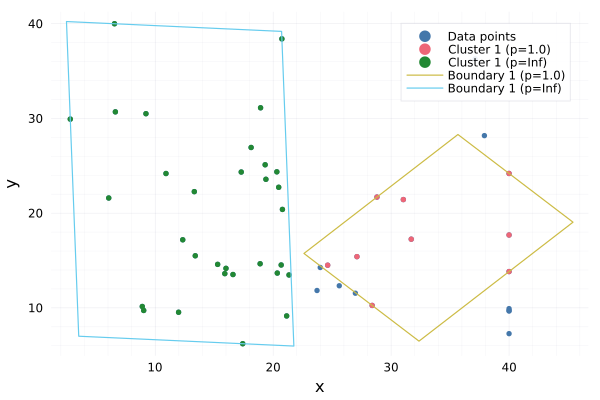 40
30
20
10
y
10
20
30
40
x
Data points
Cluster 1 (p=1.0)
Cluster 1 (p=Inf)
Boundary 1 (p=1.0)
Boundary 1 (p=Inf)